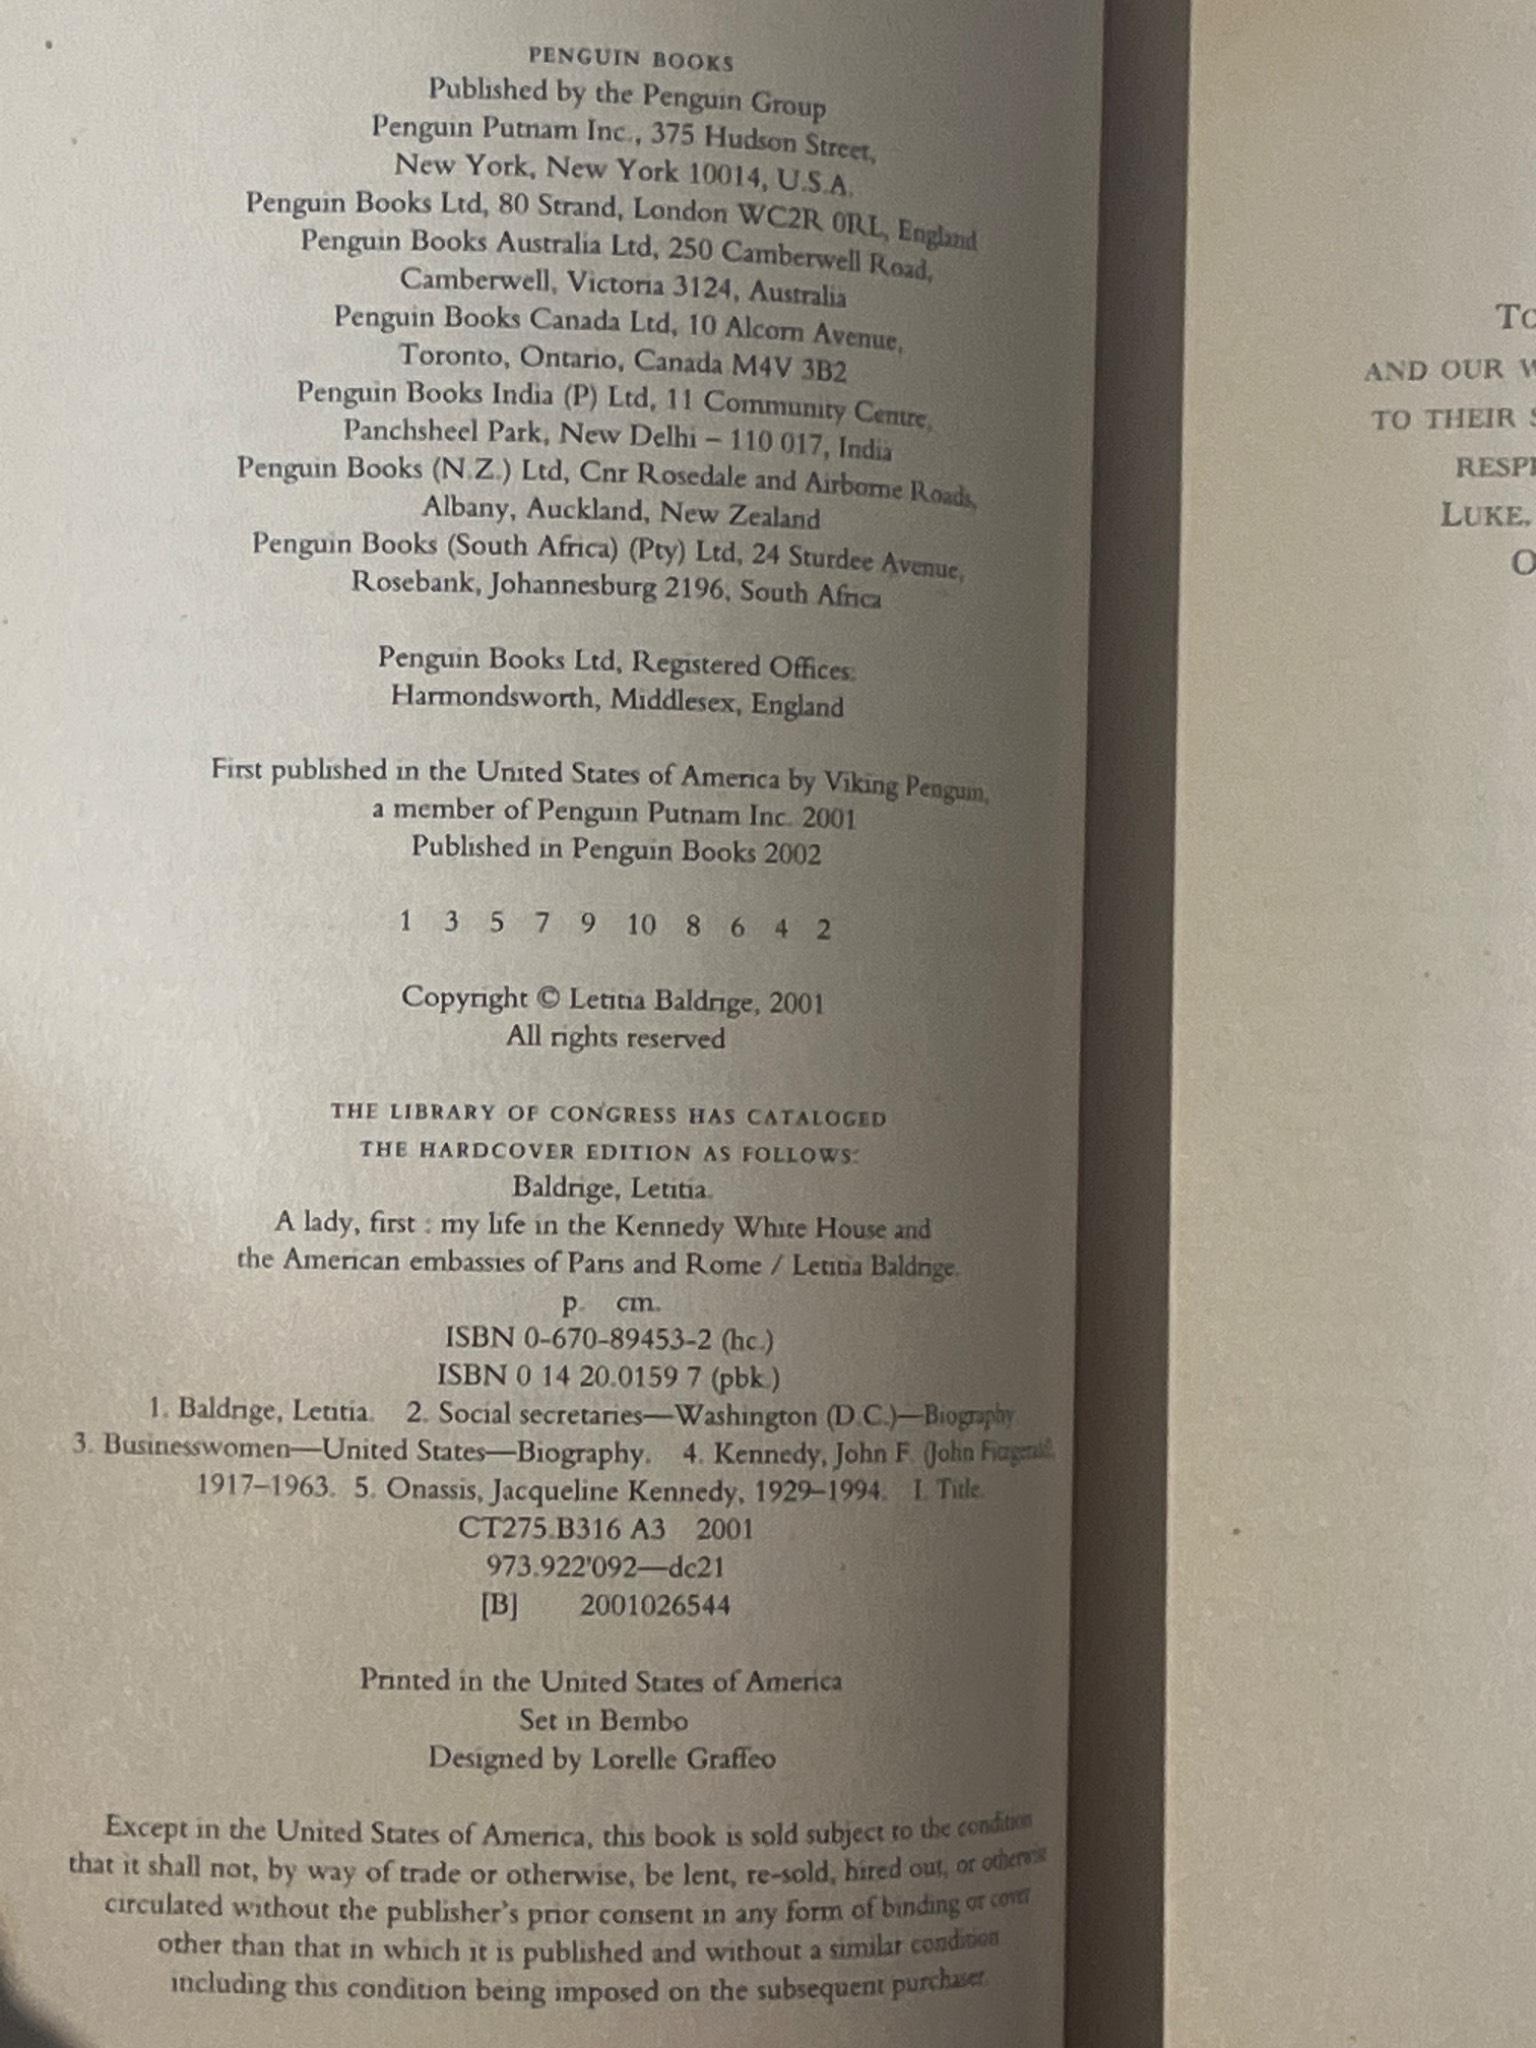 PENGUIN BOOKS
Published by the Penguin Group
Penguin Putnam Inc., 375 Hudson Street,
New York, New York 10014, U.S.A.
Penguin Books Ltd, 80 Strand, London WC2R 0RL, England
Penguin Books Australia Ltd, 250 Camberwell Road,
Camberwell, Victoria 3124, Australia
Penguin Books Canada Ltd, 10 Alcorn Avenue,
Toronto, Ontario, Canada M4V 3B2
Penguin Books India (P) Ltd, 11 Community Centre,
Panchsheel Park, New Delhi – 110 017, India
Penguin Books (N.Z.) Ltd, Cnr Rosedale and Airborne Roads,
Albany, Auckland, New Zealand
Penguin Books (South Africa) (Pty) Ltd, 24 Sturdee Avenue,
Rosebank, Johannesburg 2196, South Africa
Penguin Books Ltd, Registered Offices:
Harmondsworth, Middlesex, England
First published in the United States of America by Viking Penguin,
a member of Penguin Putnam Inc. 2001
Published in Penguin Books 2002
1 3 5 7 9 10 8 6 4 2
Copyright © Letitia Baldrige, 2001
All rights reserved
THE LIBRARY OF CONGRESS HAS CATALOGED
THE HARDCOVER EDITION AS FOLLOWS:
Baldrige, Letitia.
A lady, first : my life in the Kennedy White House and
the American embassies of Paris and Rome / Letitia Baldrige.
p. cm.
ISBN 0-670-89453-2 (hc.)
ISBN 0 14 20.0159 7 (pbk.)
1. Baldrige, Letitia. 2. Social secretaries—Washington (D.C.)—Biography
3. Businesswomen—United States—Biography. 4. Kennedy, John F. (John Fitzgerald),
1917–1963. 5. Onassis, Jacqueline Kennedy, 1929–1994. I. Title.
CT275.B316 A3 2001
973.922'092—dc21
[B] 2001026544
Printed in the United States of America
Set in Bembo
Designed by Lorelle Graffeo
Except in the United States of America, this book is sold subject to the condition
that it shall not, by way of trade or otherwise, be lent, re-sold, hired out, or otherwise
circulated without the publisher's prior consent in any form of binding or cover
other than that in which it is published and without a similar condition
including this condition being imposed on the subsequent purchaser.
TO
AND OUR
TO THEIR
RESP
LUKE,